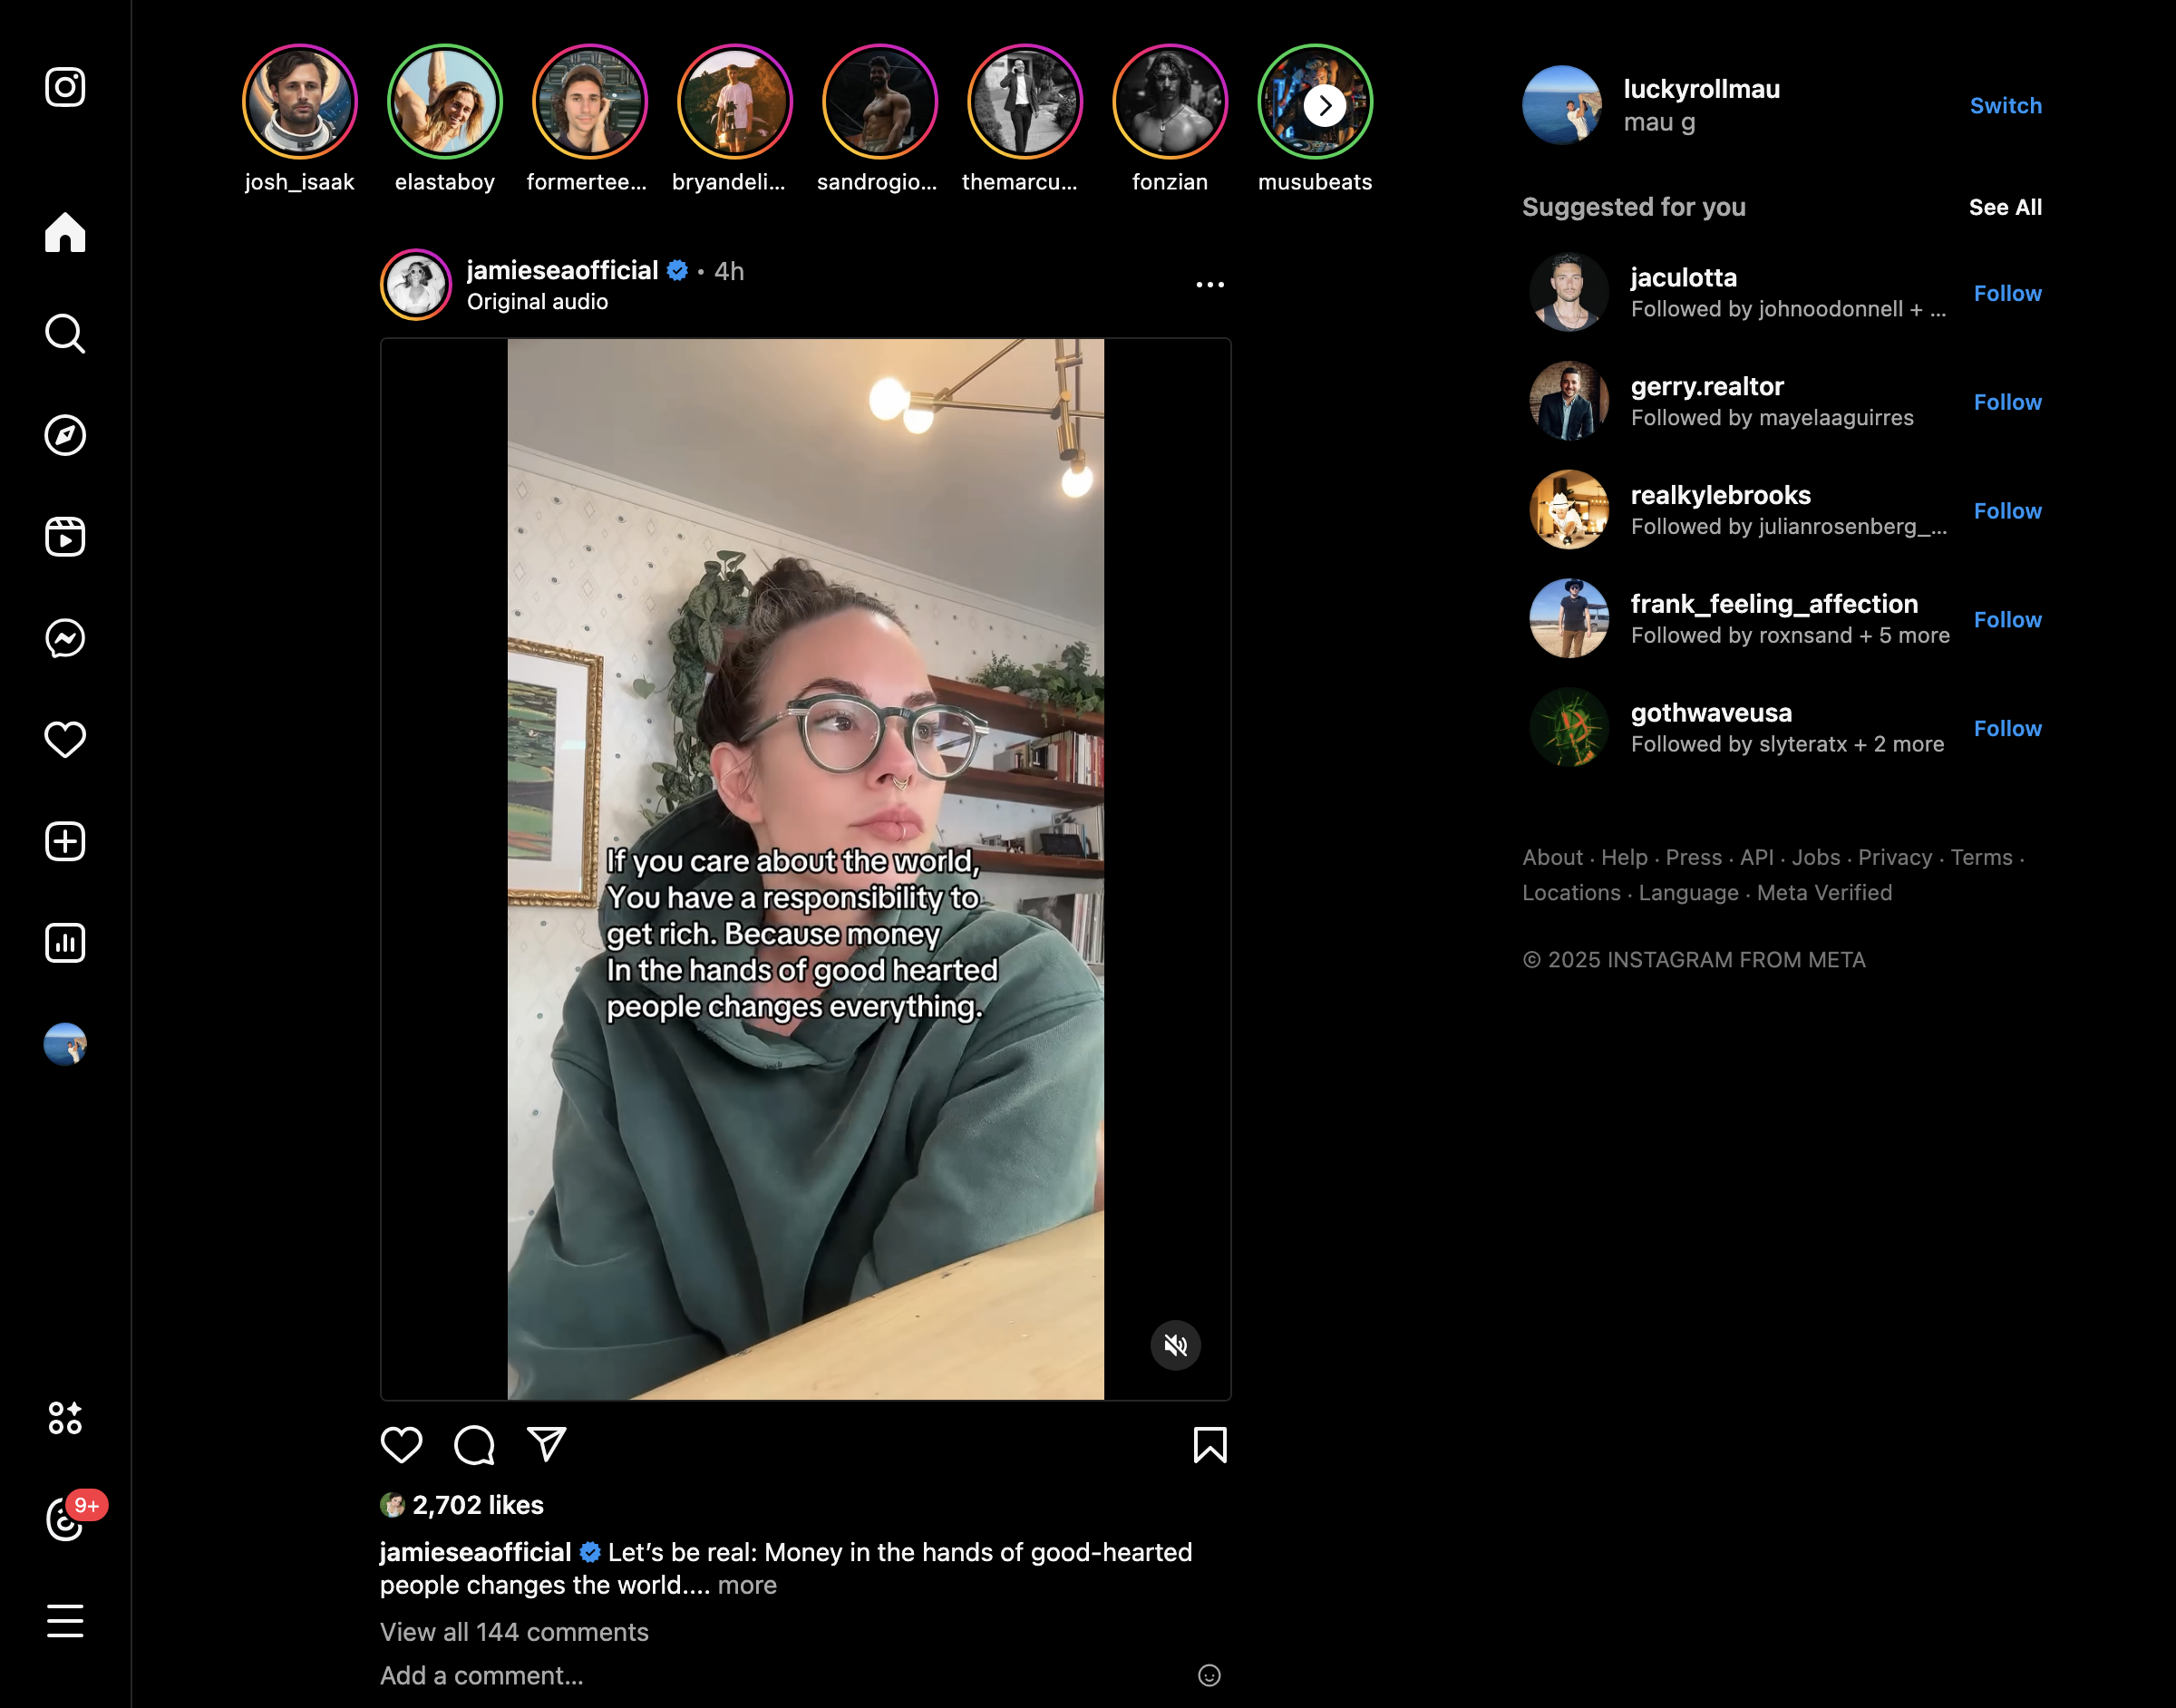 josh_isaak
elastaboy
formertee...
bryandeli...
sandrogio...
themarcu...
fonzian
musubeats
jamieseaofficial • 4h
Original audio
If you care about the world,
You have a responsibility to
get rich. Because money
In the hands of good hearted
people changes everything.
2,702 likes
jamieseaofficial Let’s be real: Money in the hands of good-hearted
people changes the world.... more
View all 144 comments
Add a comment...
luckyrollmau
mau g
Switch
Suggested for you
See All
jaculotta
Followed by johnoodonnell + ...
Follow
gerry.realtor
Followed by mayelaaguirres
Follow
realkylebrooks
Followed by julianrosenberg_...
Follow
frank_feeling_affection
Followed by roxnsand + 5 more
Follow
gothwaveusa
Followed by slyteratx + 2 more
Follow
About · Help · Press · API · Jobs · Privacy · Terms ·
Locations · Language · Meta Verified
© 2025 INSTAGRAM FROM META
9+